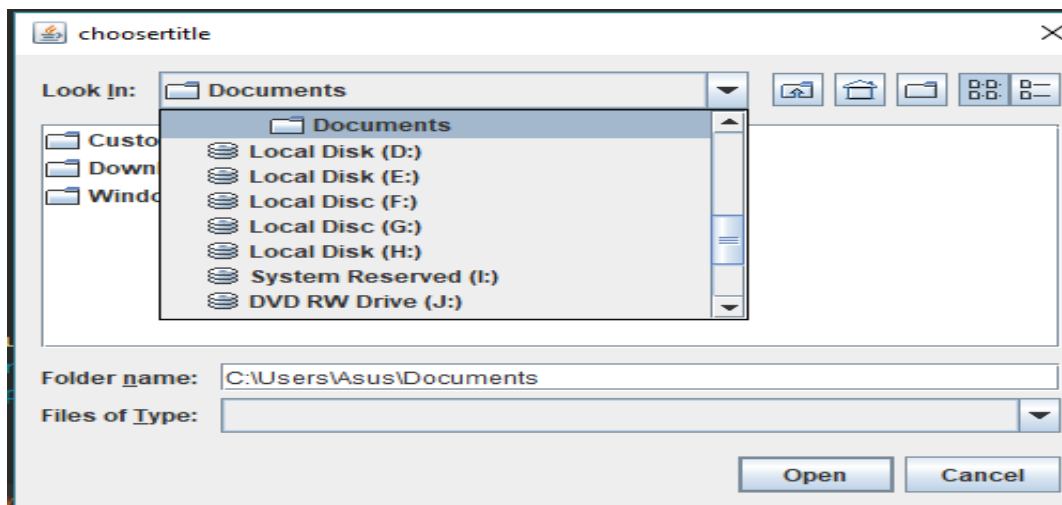 choosertitle
Look In: Documents
Documents
Custo
Local Disk (D:)
Downl
Local Disk (E:)
Windo
Local Disc (F:)
Local Disc (G:)
Local Disk (H:)
System Reserved (I:)
DVD RW Drive (J:)
Folder name: C:\Users\Asus\Documents
Files of Type:
Open Cancel